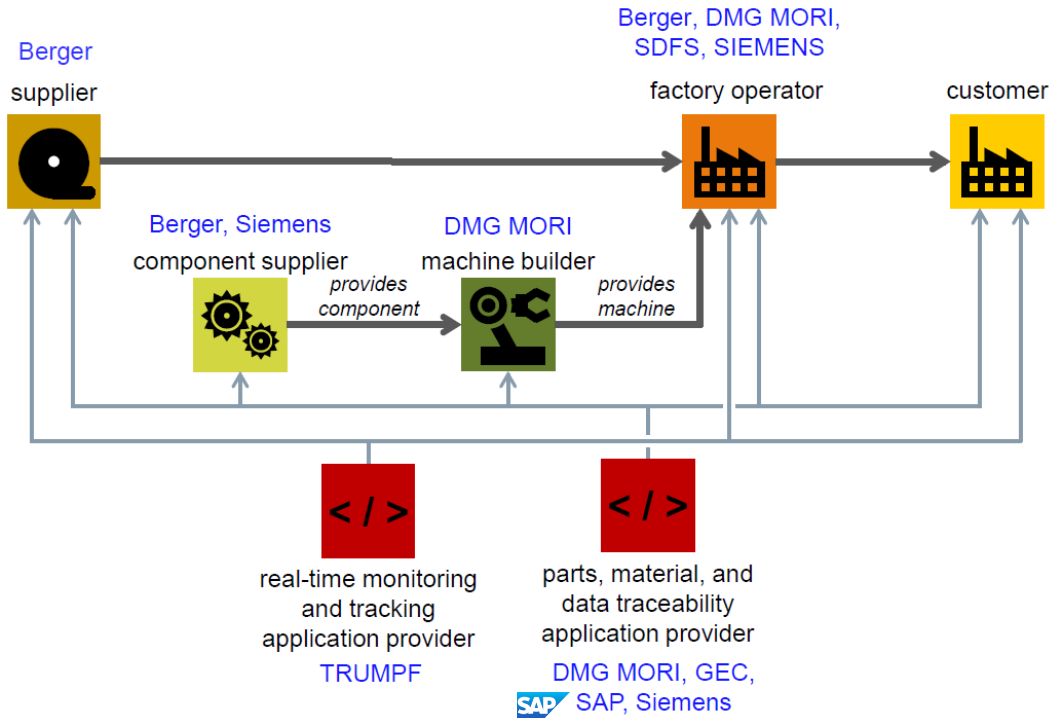 Berger
supplier
Berger, DMG MORI,
SDFS, SIEMENS
factory operator
customer
Berger, Siemens
component supplier
provides
component
DMG MORI
machine builder
provides
machine
< / >
real-time monitoring
and tracking
application provider
TRUMPF
< / >
parts, material, and
data traceability
application provider
DMG MORI, GEC,
SAP SAP, Siemens